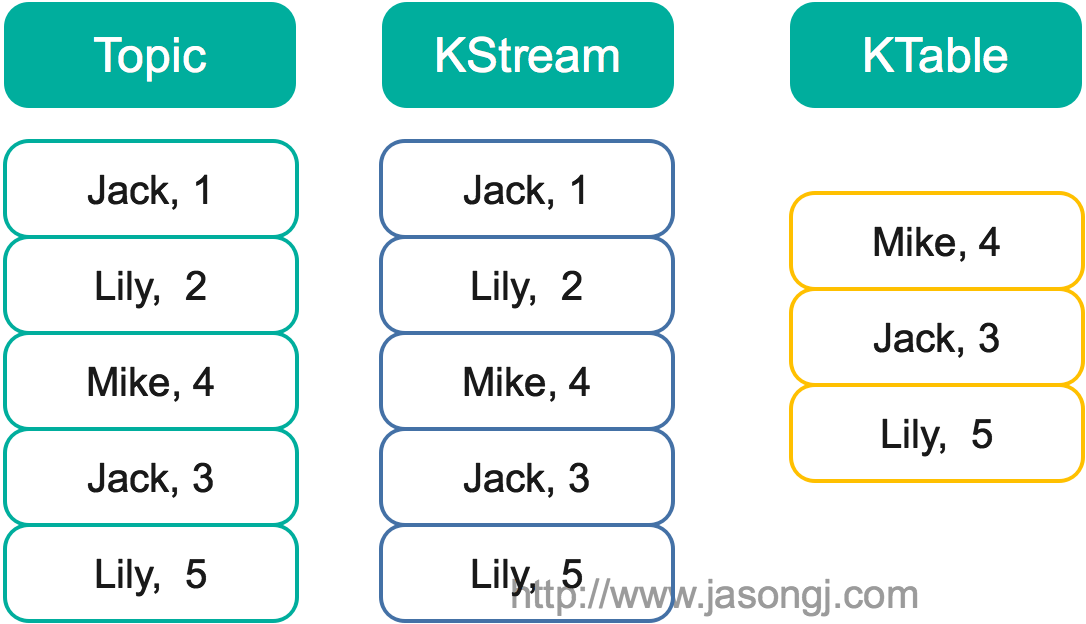 Topic
KStream
KTable
Jack, 1
Lily,  2
Mike, 4
Jack, 3
Lily,  5
Jack, 1
Lily,  2
Mike, 4
Jack, 3
Lily,  5
Mike, 4
Jack, 3
Lily,  5
http://www.jasongj.com